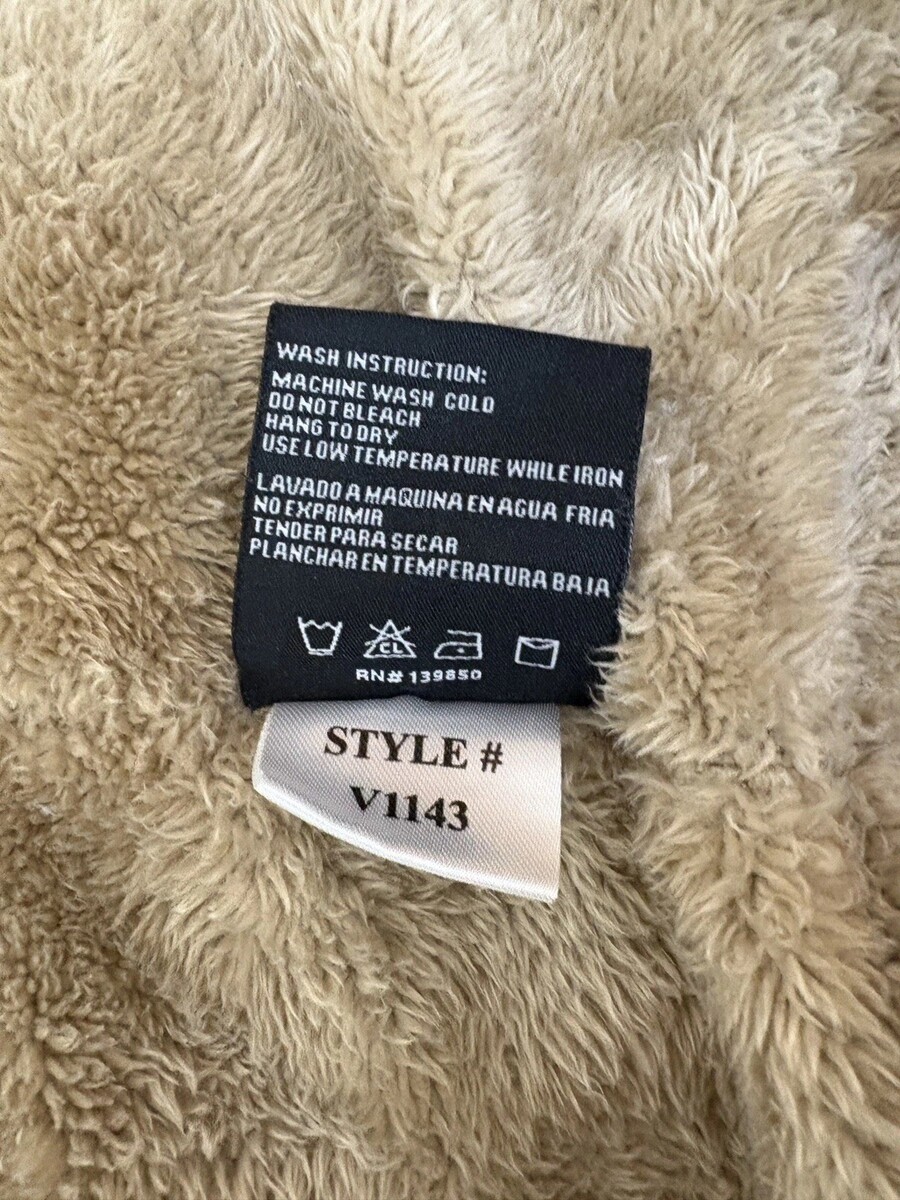 WASH INSTRUCTION:
MACHINE WASH COLD
DO NOT BLEACH
HANG TO DRY
USE LOW TEMPERATURE WHILE IRON
LAVADO A MAQUINA EN AGUA FRIA
NO EXPRIMIR
TENDER PARA SECAR
PLANCHAR EN TEMPERATURA BAJA
CL
RN# 139850
STYLE #
V1143